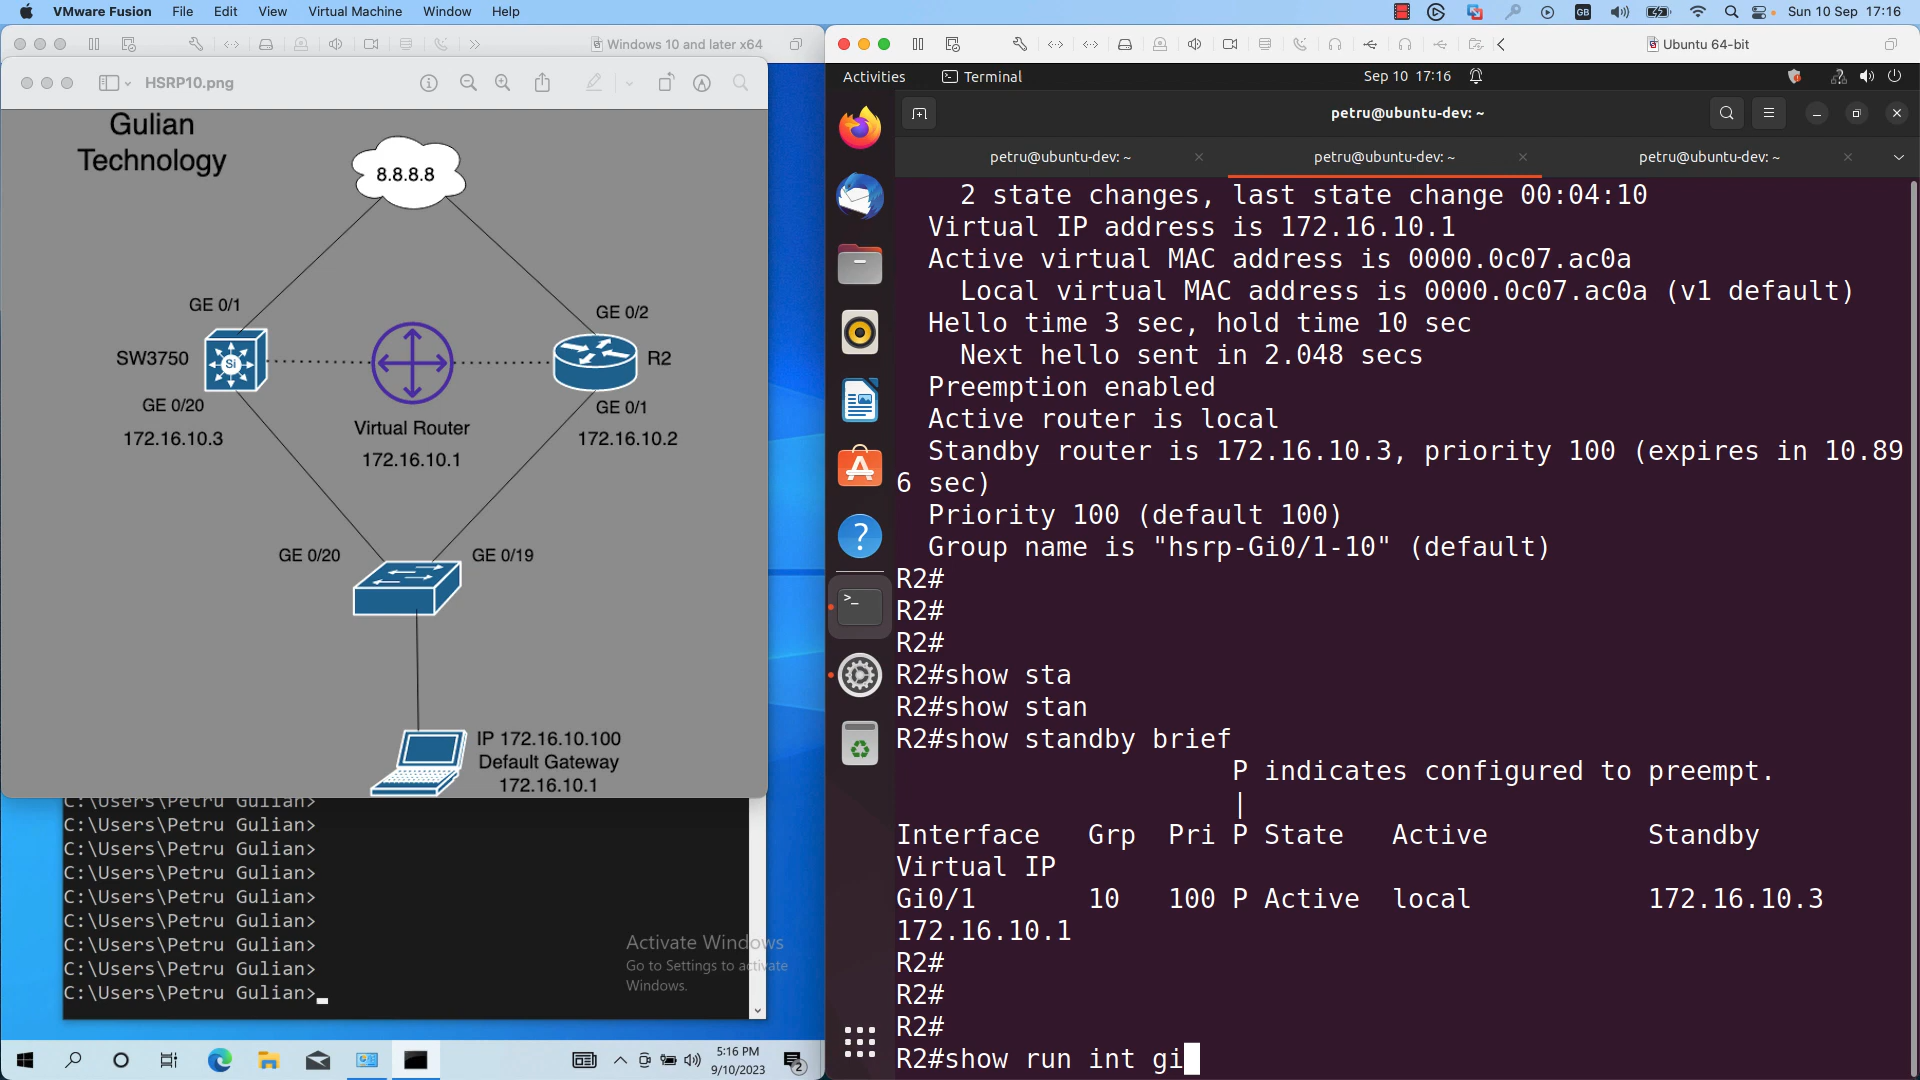 VMware Fusion File Edit View Virtual Machine Window Help
GB Sun 10 Sep 17:16
Windows 10 and later x64
Ubuntu 64-bit
HSRP10.png
Activities Terminal Sep 10 17:16
petru@ubuntu-dev: ~
petru@ubuntu-dev: ~ petru@ubuntu-dev: ~ petru@ubuntu-dev: ~
Gulian
Technology
8.8.8.8
GE 0/1
GE 0/2
SW3750
Si
R2
GE 0/20
172.16.10.3
GE 0/1
172.16.10.2
Virtual Router
172.16.10.1
GE 0/20
GE 0/19
IP 172.16.10.100
Default Gateway
172.16.10.1
C:\Users\Petru Gulian>
C:\Users\Petru Gulian>
C:\Users\Petru Gulian>
C:\Users\Petru Gulian>
C:\Users\Petru Gulian>
C:\Users\Petru Gulian>
C:\Users\Petru Gulian>
C:\Users\Petru Gulian>
C:\Users\Petru Gulian>
Activate Windows
Go to Settings to activate
Windows.
5:16 PM
9/10/2023
2
2 state changes, last state change 00:04:10
Virtual IP address is 172.16.10.1
Active virtual MAC address is 0000.0c07.ac0a
Local virtual MAC address is 0000.0c07.ac0a (v1 default)
Hello time 3 sec, hold time 10 sec
Next hello sent in 2.048 secs
Preemption enabled
Active router is local
Standby router is 172.16.10.3, priority 100 (expires in 10.89
6 sec)
Priority 100 (default 100)
Group name is "hsrp-Gi0/1-10" (default)
R2#
R2#
R2#
R2#show sta
R2#show stan
R2#show standby brief
P indicates configured to preempt.
|
Interface Grp Pri P State Active Standby
Virtual IP
Gi0/1 10 100 P Active local 172.16.10.3
172.16.10.1
R2#
R2#
R2#
R2#show run int gi